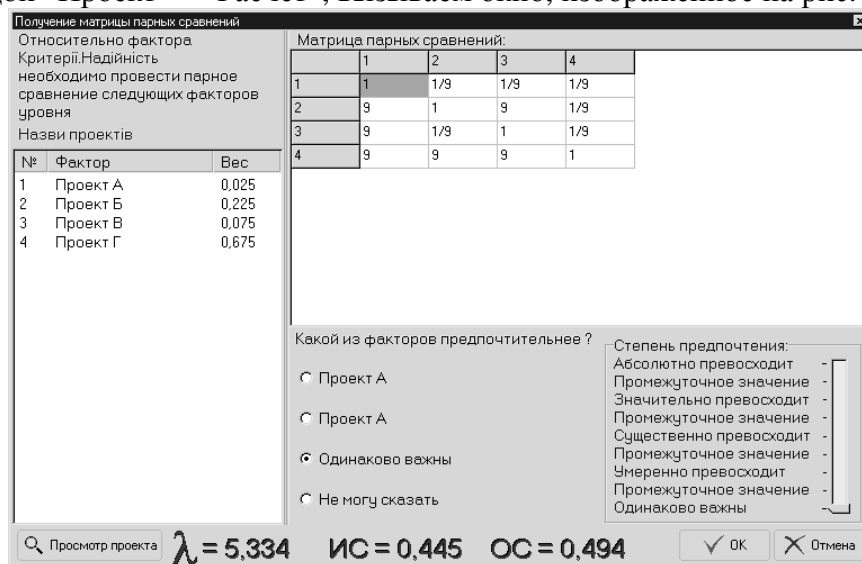 Получение матрицы парных сравнений
Относительно фактора
Критерії.Надійність
необходимо провести парное
сравнение следующих факторов
уровня
Назви проектів
№ Фактор Вес
1 Проект А 0,025
2 Проект Б 0,225
3 Проект В 0,075
4 Проект Г 0,675
Матрица парных сравнений:
1 2 3 4
1 1 1/9 1/9 1/9
2 9 1 9 1/9
3 9 1/9 1 1/9
4 9 9 9 1
Какой из факторов предпочтительнее ?
Проект А
Проект А
Одинаково важны
Не могу сказать
Степень предпочтения:
Абсолютно превосходит -
Промежуточное значение -
Значительно превосходит -
Промежуточное значение -
Существенно превосходит -
Промежуточное значение -
Умеренно превосходит -
Промежуточное значение -
Одинаково важны -
Просмотр проекта λ = 5,334 ИС = 0,445 ОС = 0,494 OK Отмена